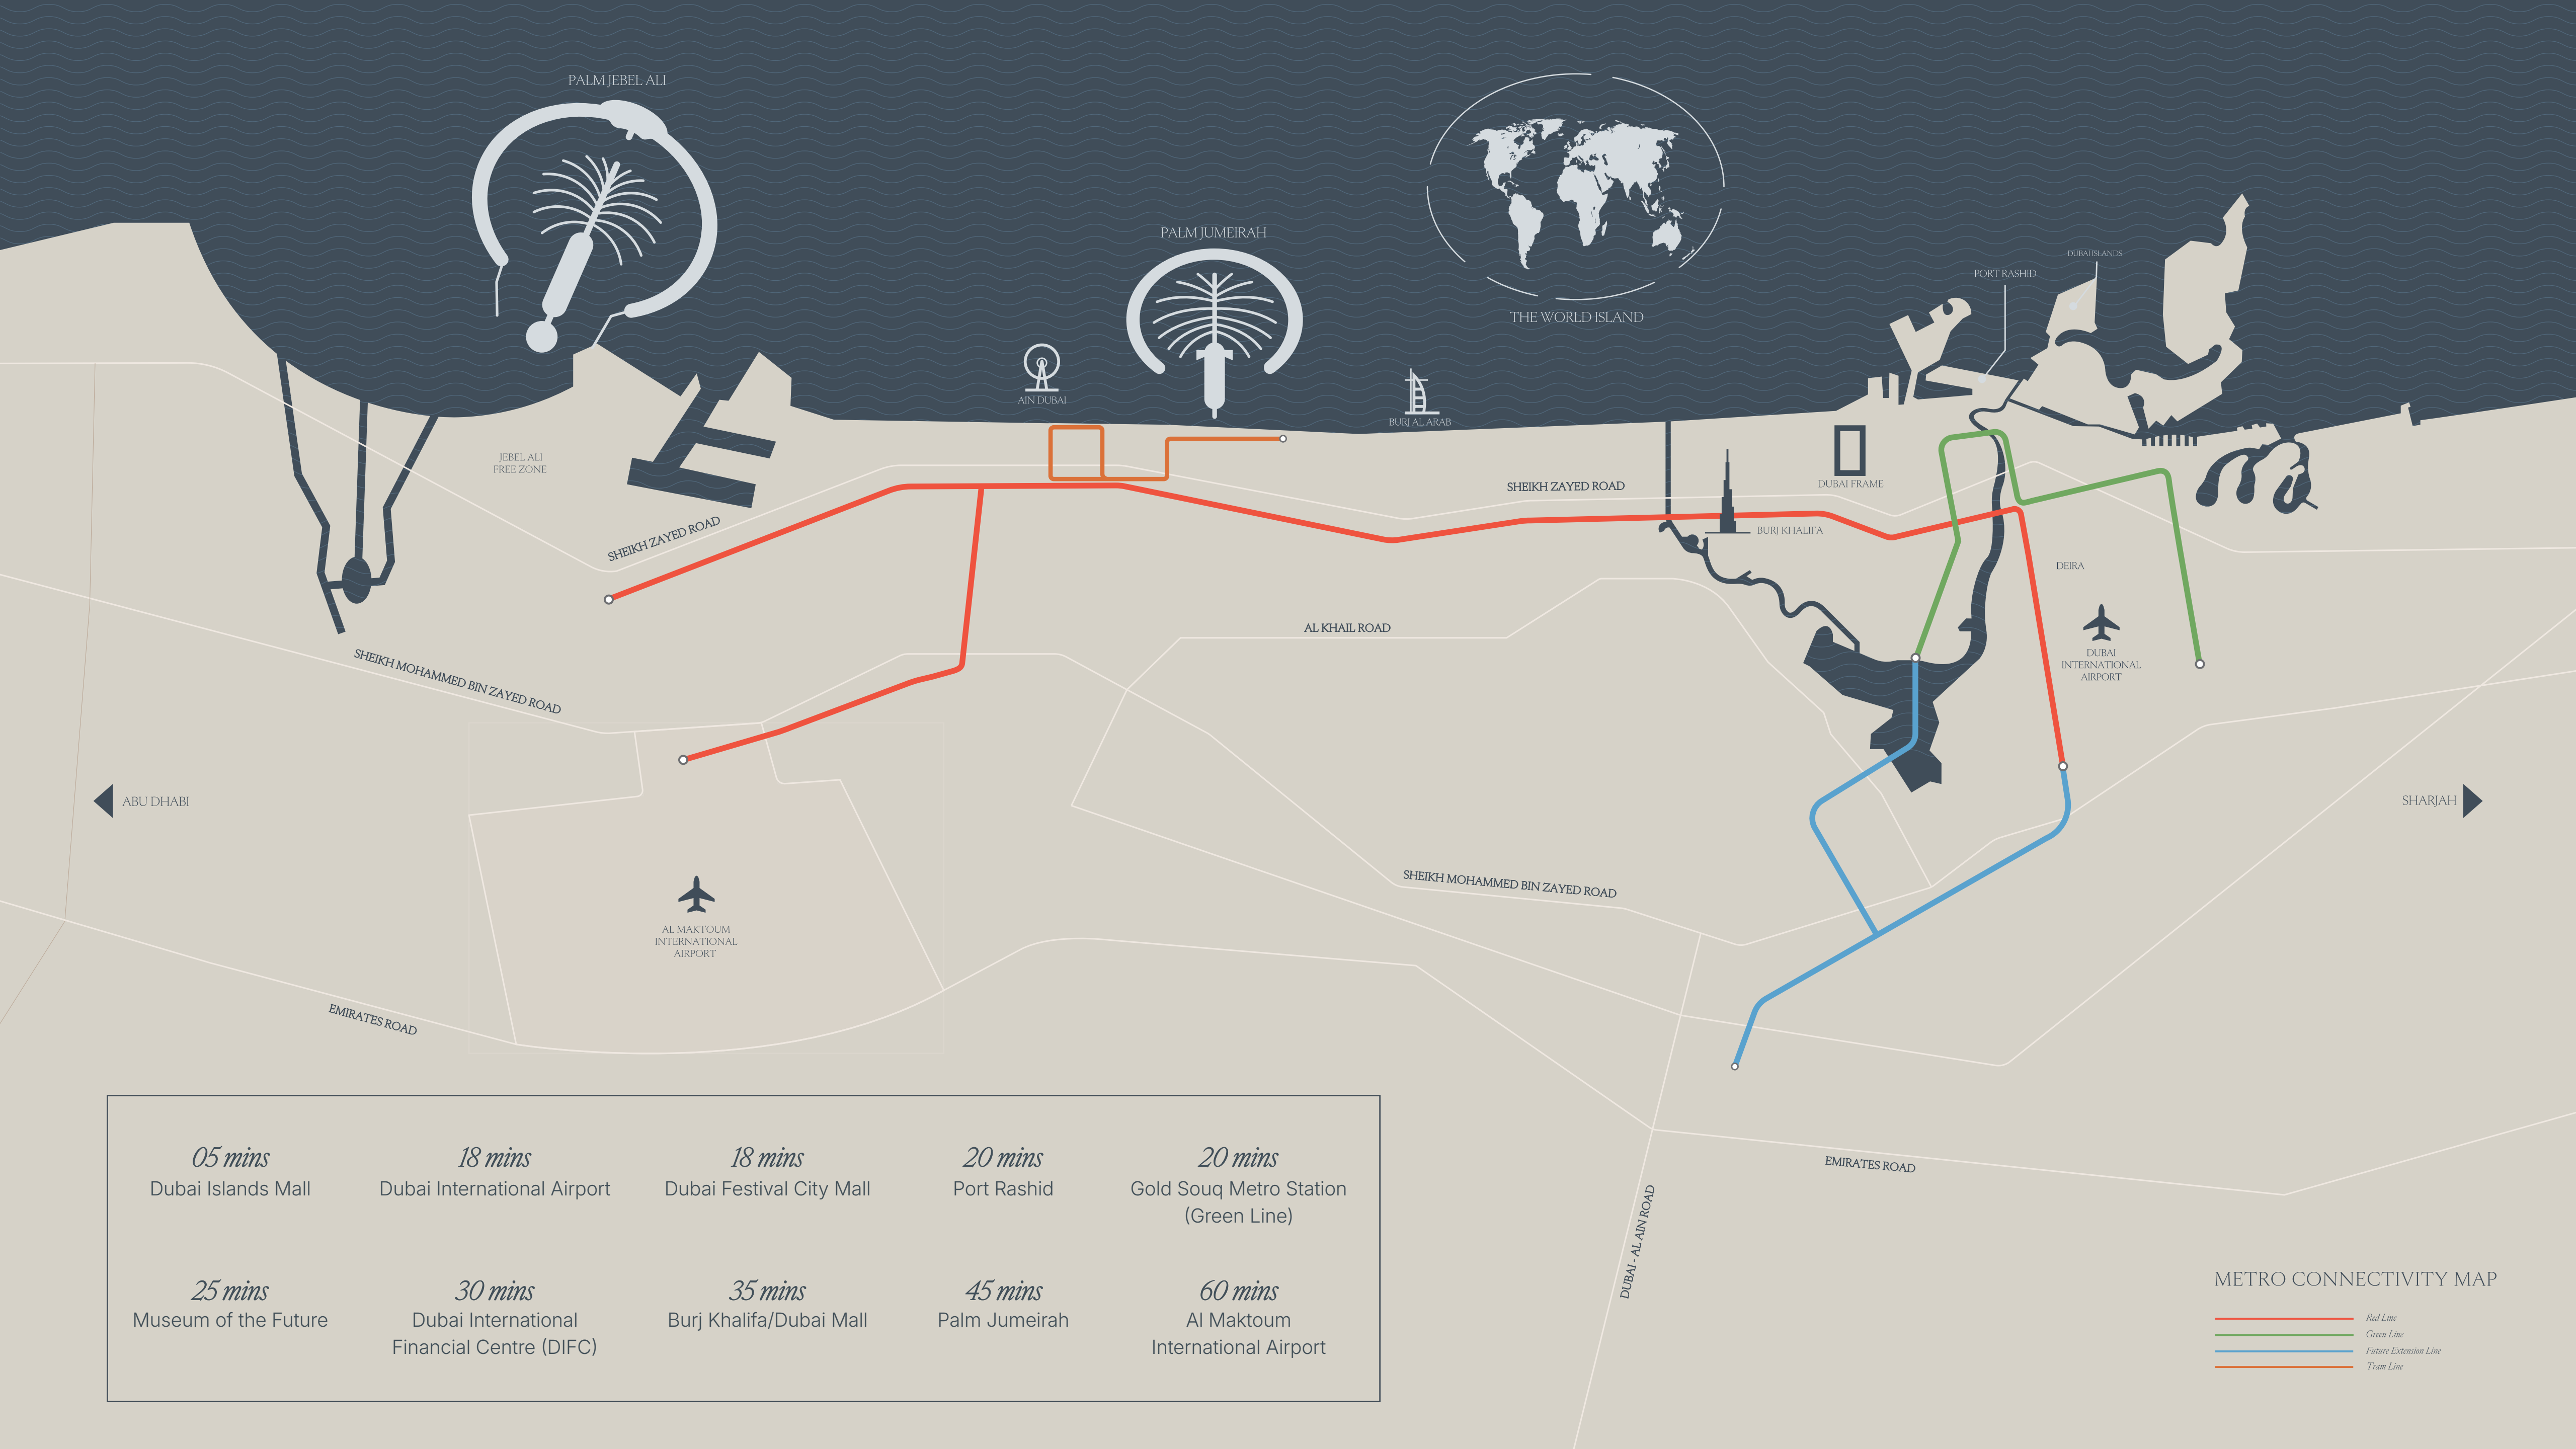 PALM JEBEL ALI
PALM JUMEIRAH
THE WORLD ISLAND
DUBAI ISLANDS
PORT RASHID
AIN DUBAI
BURJ AL ARAB
JEBEL ALI
FREE ZONE
SHEIKH ZAYED ROAD
SHEIKH ZAYED ROAD
DUBAI FRAME
BURJ KHALIFA
DEIRA
AL KHAIL ROAD
DUBAI
INTERNATIONAL
AIRPORT
SHEIKH MOHAMMED BIN ZAYED ROAD
ABU DHABI
SHARJAH
SHEIKH MOHAMMED BIN ZAYED ROAD
AL MAKTOUM
INTERNATIONAL
AIRPORT
EMIRATES ROAD
EMIRATES ROAD
DUBAI - AL AIN ROAD
05 mins
Dubai Islands Mall
18 mins
Dubai International Airport
18 mins
Dubai Festival City Mall
20 mins
Port Rashid
20 mins
Gold Souq Metro Station
(Green Line)
25 mins
Museum of the Future
30 mins
Dubai International
Financial Centre (DIFC)
35 mins
Burj Khalifa/Dubai Mall
45 mins
Palm Jumeirah
60 mins
Al Maktoum
International Airport
METRO CONNECTIVITY MAP
Red Line
Green Line
Future Extension Line
Tram Line